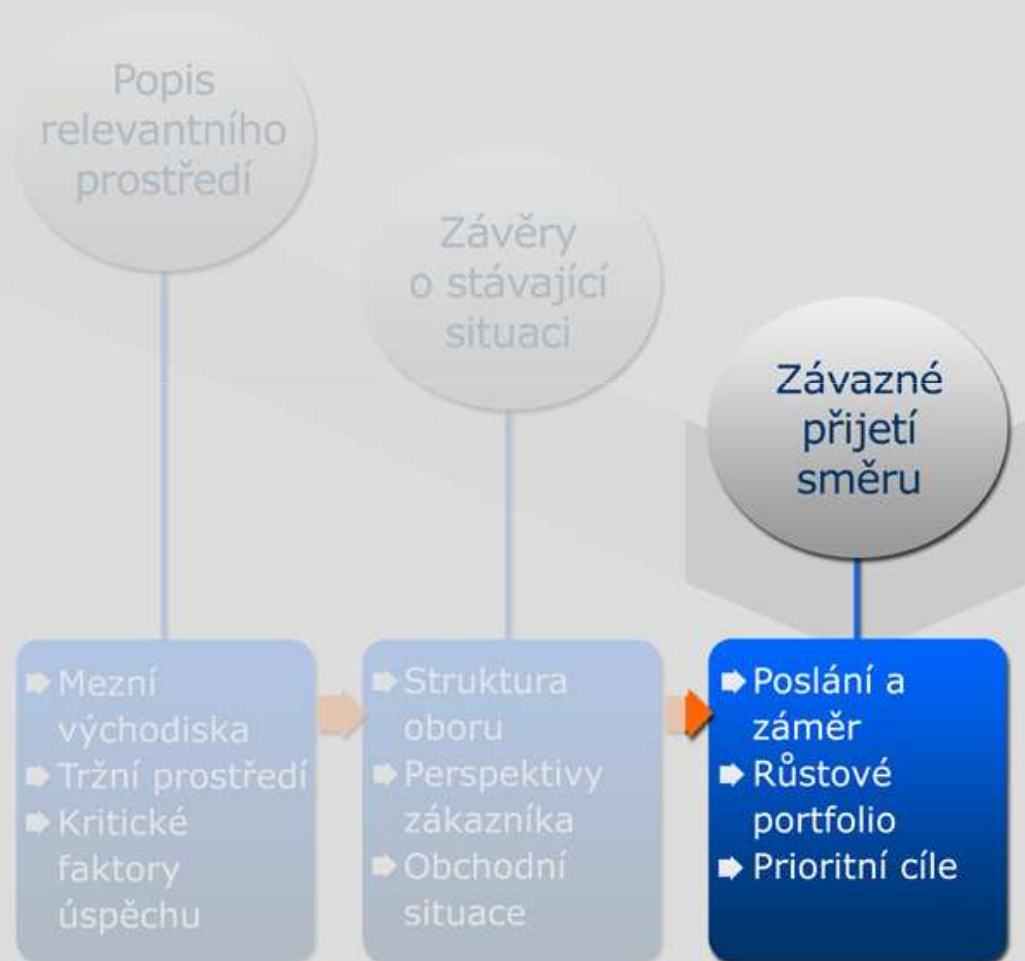 Popis
relevantního
prostředí
Závěry
o stávající
situaci
Závazné
přijetí
směru
Mezní
východiska
Tržní prostředí
Kritické
faktory
úspěchu
Struktura
oboru
Perspektivy
zákazníka
Obchodní
situace
Poslání a
záměr
Růstové
portfolio
Prioritní cíle